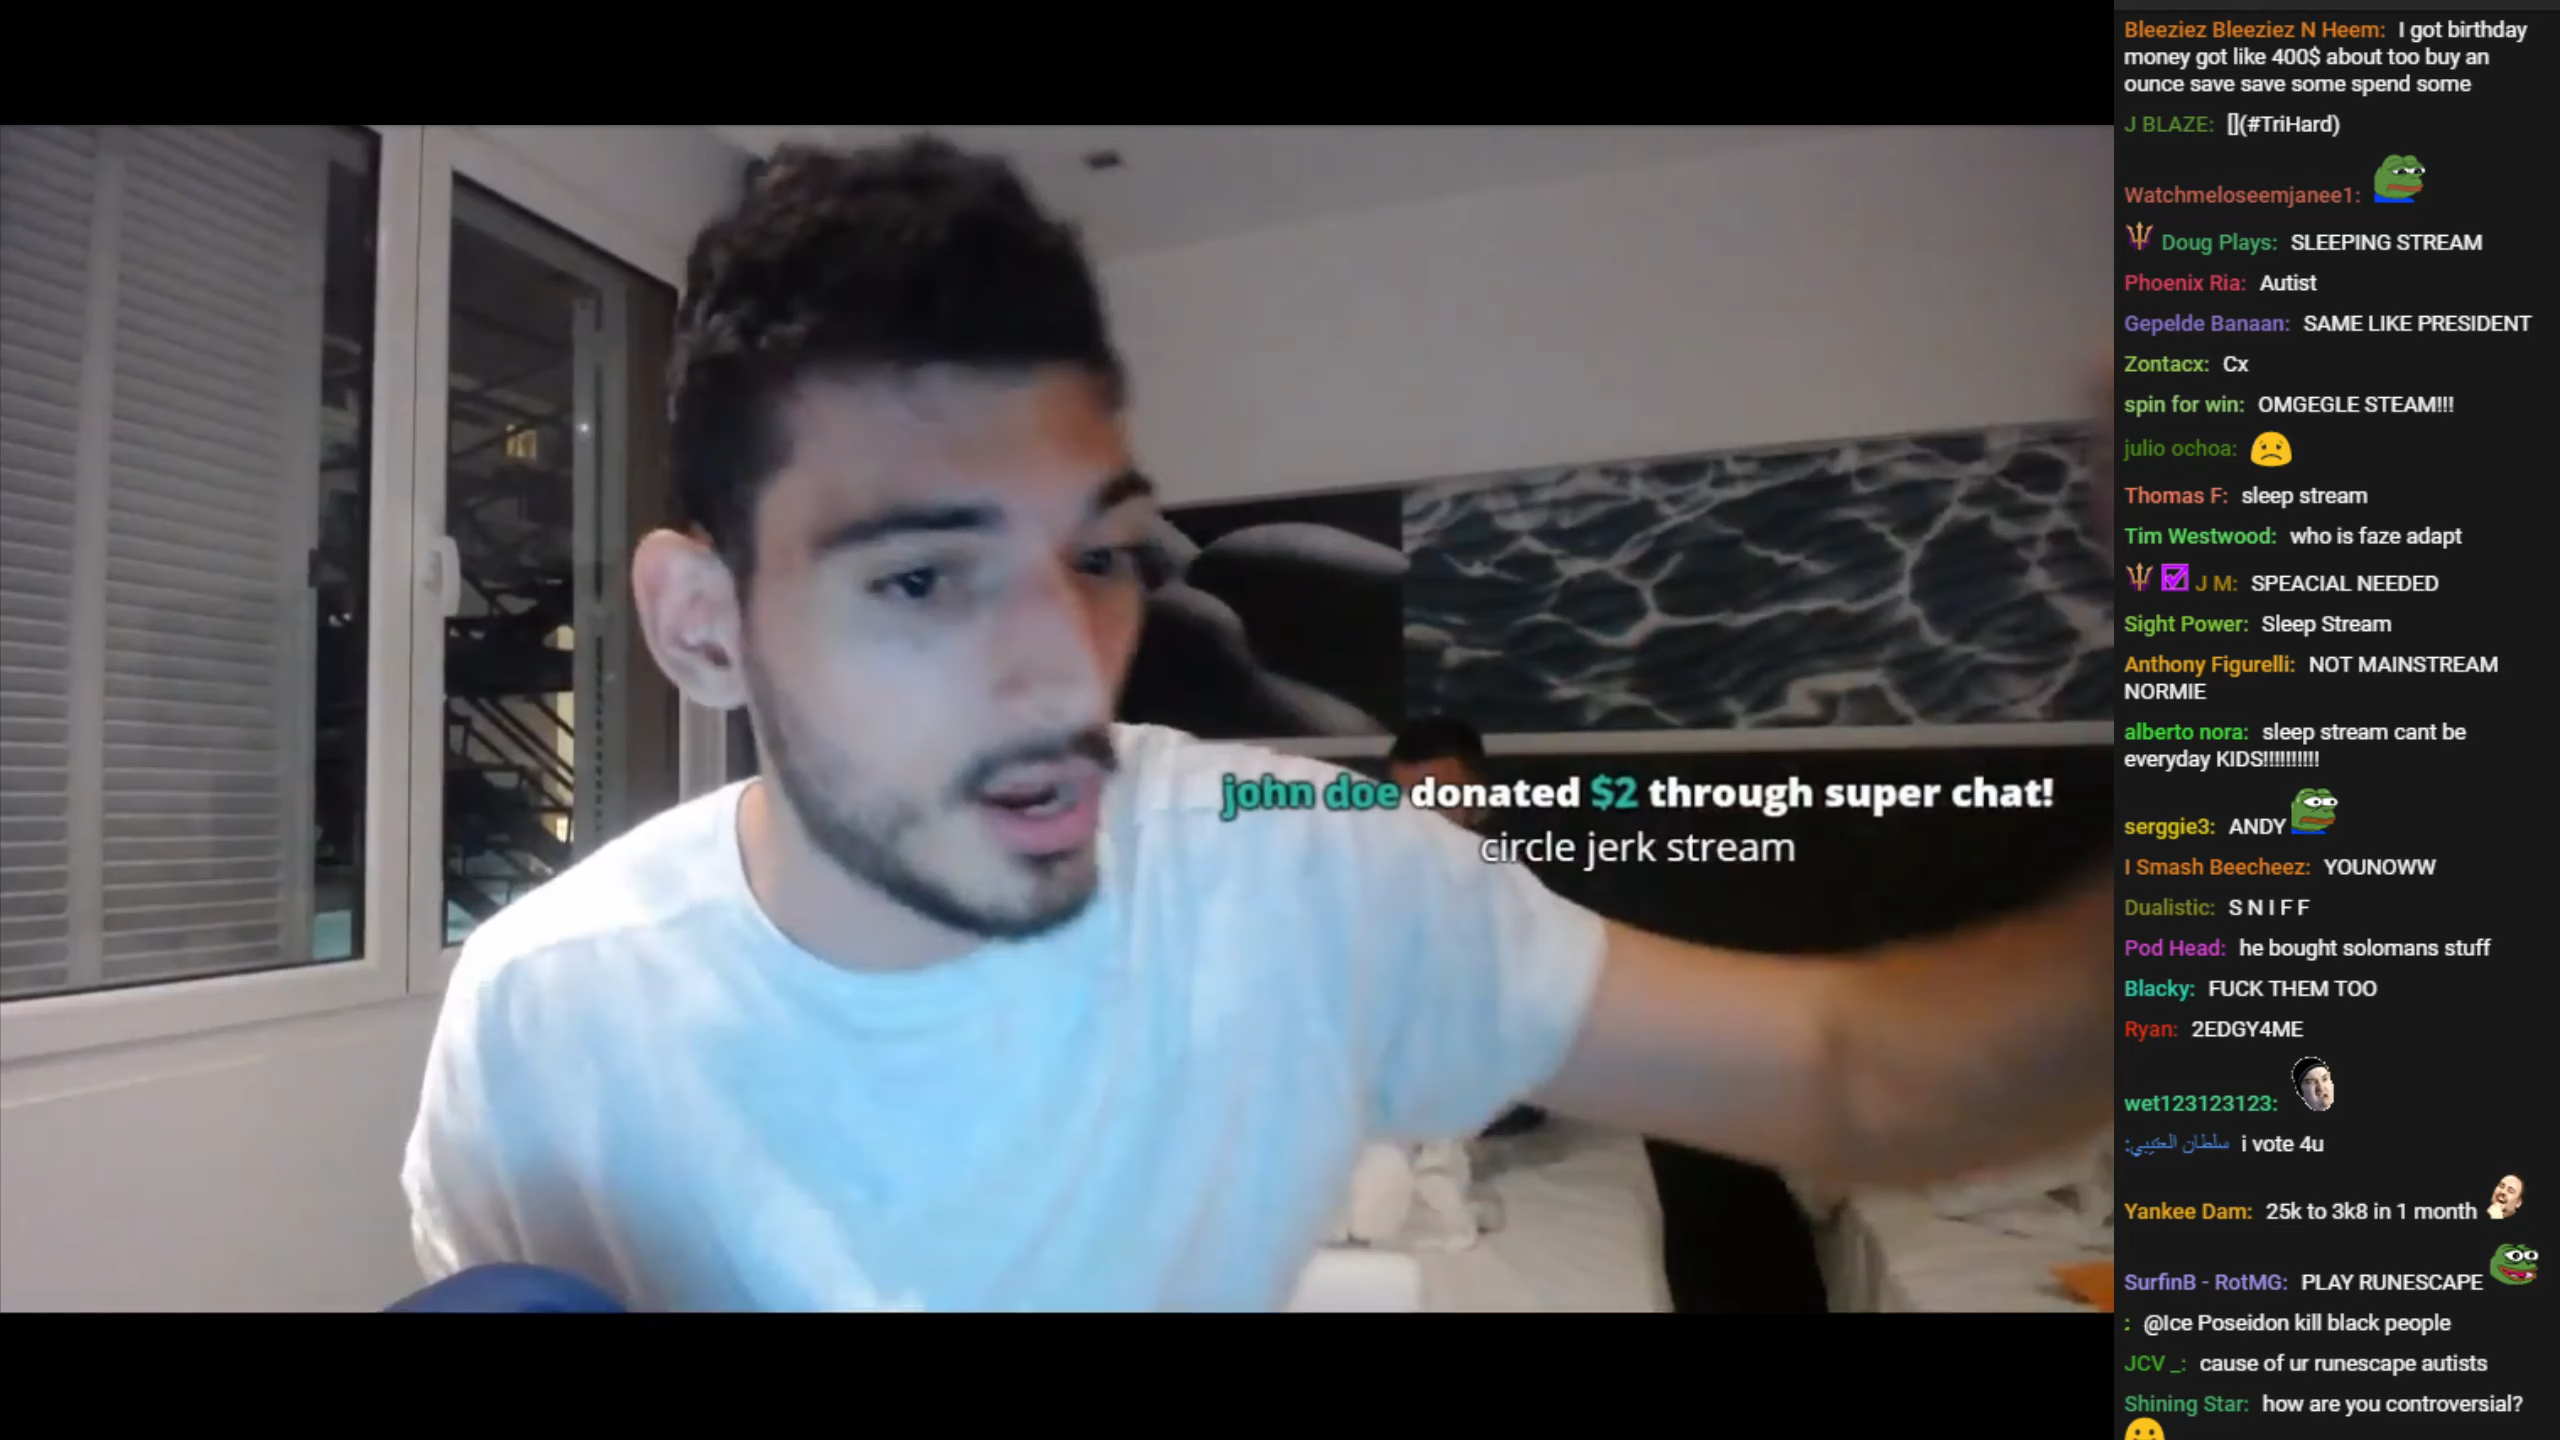 john doe donated $2 through super chat!
circle jerk stream
Bleeziez Bleeziez N Heem: I got birthday
money got like 400$ about too buy an
ounce save save some spend some
J BLAZE: [](#TriHard)
Watchmeloseemjanee1:
Doug Plays: SLEEPING STREAM
Phoenix Ria: Autist
Gepelde Banaan: SAME LIKE PRESIDENT
Zontacx: Cx
spin for win: OMGEGLE STEAM!!!
julio ochoa:
Thomas F: sleep stream
Tim Westwood: who is faze adapt
J M: SPEACIAL NEEDED
Sight Power: Sleep Stream
Anthony Figurelli: NOT MAINSTREAM
NORMIE
alberto nora: sleep stream cant be
everyday KIDS!!!!!!!!!!
serggie3: ANDY
I Smash Beecheez: YOUNOWW
Dualistic: S N I F F
Pod Head: he bought solomans stuff
Blacky: FUCK THEM TOO
Ryan: 2EDGY4ME
wet123123123:
سلطان العكيبي: i vote 4u
Yankee Dam: 25k to 3k8 in 1 month
SurfinB - RotMG: PLAY RUNESCAPE
: @Ice Poseidon kill black people
JCV _: cause of ur runescape autists
Shining Star: how are you controversial?